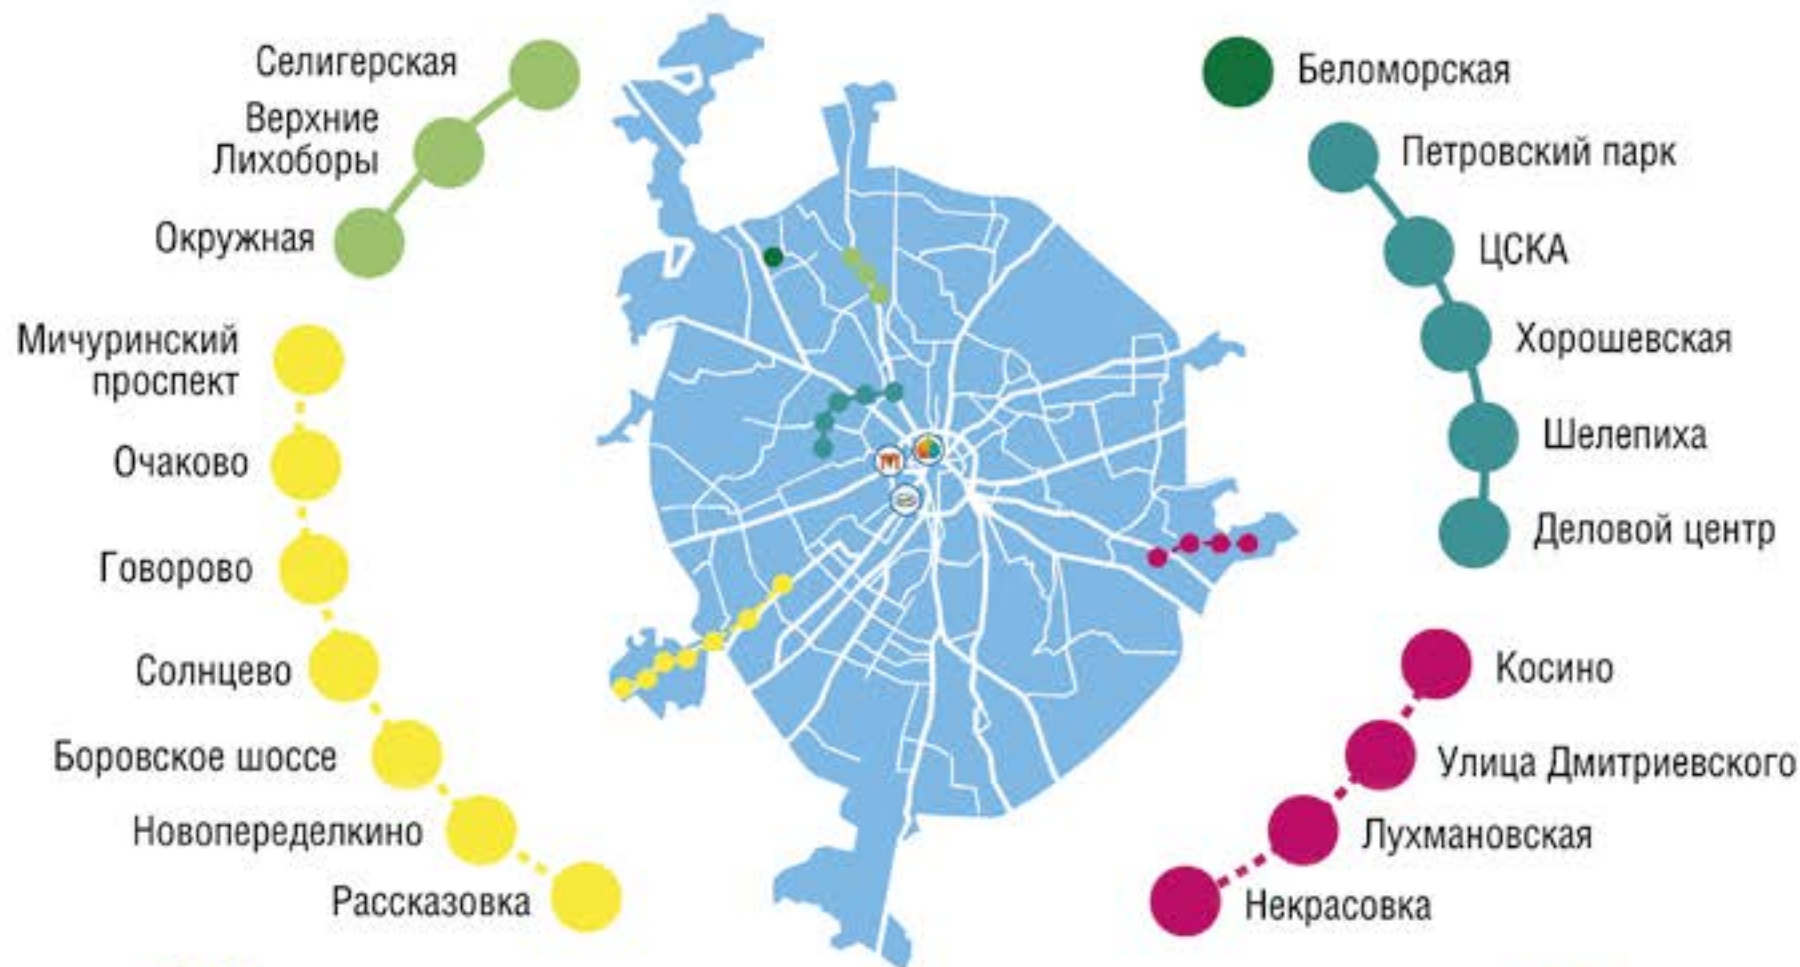 Селигерская
Верхние
Лихоборы
Окружная
Мичуринский
проспект
Очаково
Говорово
Солнцево
Боровское шоссе
Новопеределкино
Рассказовка
Беломорская
Петровский парк
ЦСКА
Хорошевская
Шелепиха
Деловой центр
Косино
Улица Дмитриевского
Лухмановская
Некрасовка